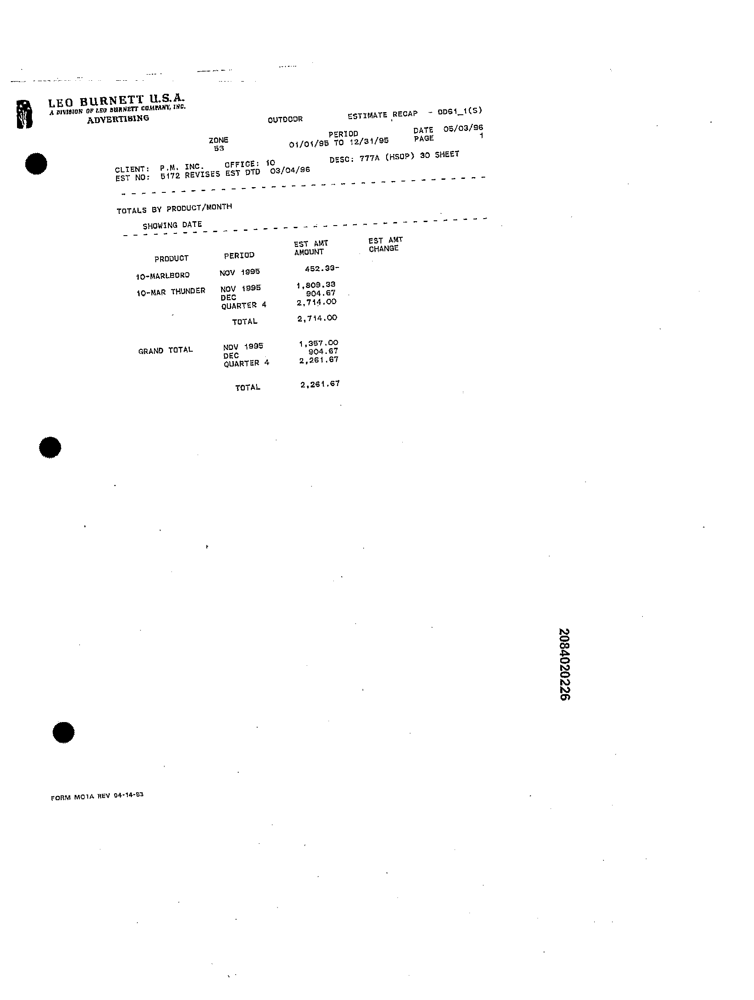 LEO BURNETT U.S.A.
A DIVISION OF LEO BURNETT COMPANY, INC.
ADVERTISING
OUTDOOR ESTIMATE RECAP - ODS1_1(S)
ZONE PERIOD DATE 05/03/96
53 01/01/95 TO 12/31/95 PAGE 1
CLIENT: P.M. INC. OFFICE: 10 DESC: 777A (HSOP) 30 SHEET
EST NO: 5172 REVISES EST DTD 03/04/96
TOTALS BY PRODUCT/MONTH
SHOWING DATE
EST AMT EST AMT
PRODUCT PERIOD AMOUNT CHANGE
10-MARLBORO NOV 1995 452.33-
10-MAR THUNDER NOV 1995 1,809.33
DEC 904.67
QUARTER 4 2,714.00
TOTAL 2,714.00
GRAND TOTAL NOV 1995 1,357.00
DEC 904.67
QUARTER 4 2,261.67
TOTAL 2,261.67
2084020226
FORM MO1A REV 04-14-83